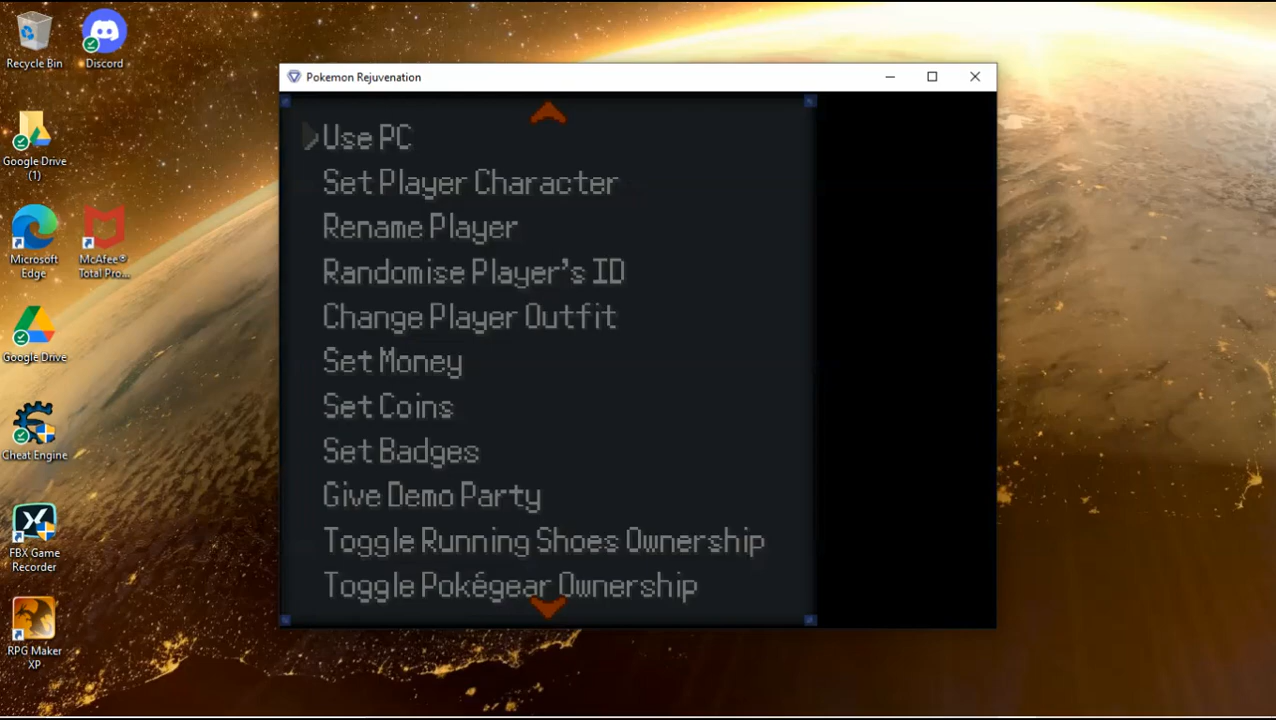 Recycle Bin
Discord
Google Drive
(1)
Microsoft
Edge
McAfee®
Total Pro...
Google Drive
Cheat Engine
FBX Game
Recorder
RPG Maker
XP
Pokemon Rejuvenation
Use PC
Set Player Character
Rename Player
Randomise Player's ID
Change Player Outfit
Set Money
Set Coins
Set Badges
Give Demo Party
Toggle Running Shoes Ownership
Toggle Pokégear Ownership